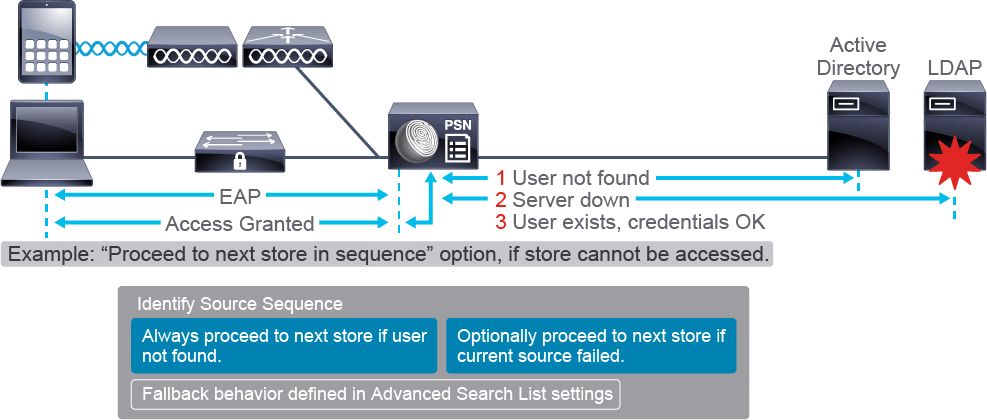 Active
Directory
LDAP
PSN
1 User not found
EAP
2 Server down
Access Granted
3 User exists, credentials OK
Example: “Proceed to next store in sequence” option, if store cannot be accessed.
Identify Source Sequence
Always proceed to next store if user
not found.
Optionally proceed to next store if
current source failed.
Fallback behavior defined in Advanced Search List settings